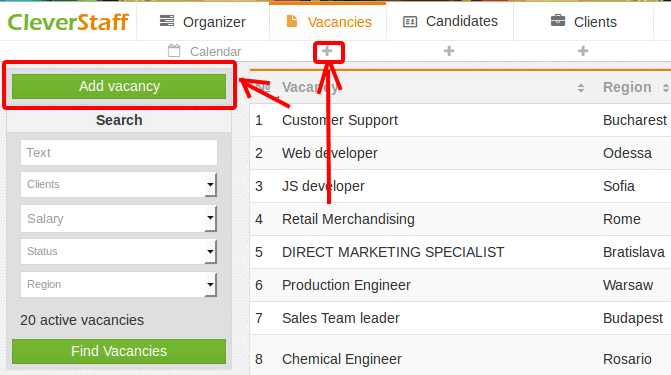 CleverStaff Organizer Vacancies Candidates Clients
Calendar + + +
Add vacancy
Search
Text
Clients
Salary
Status
Region
20 active vacancies
Find Vacancies
№ Vacancy Region
1 Customer Support Bucharest
2 Web developer Odessa
3 JS developer Sofia
4 Retail Merchandising Rome
5 DIRECT MARKETING SPECIALIST Bratislava
6 Production Engineer Warsaw
7 Sales Team leader Budapest
8 Chemical Engineer Rosario